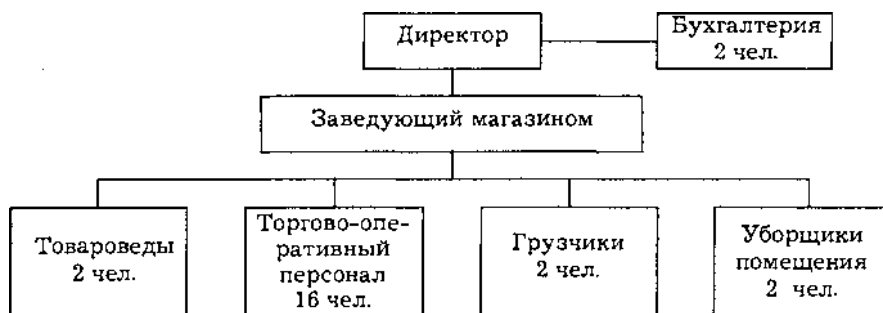 Директор
Бухгалтерия
2 чел.
Заведующий магазином
Товароведы
2 чел.
Торгово-опе-
ративный
персонал
16 чел.
Грузчики
2 чел.
Уборщики
помещения
2 чел.